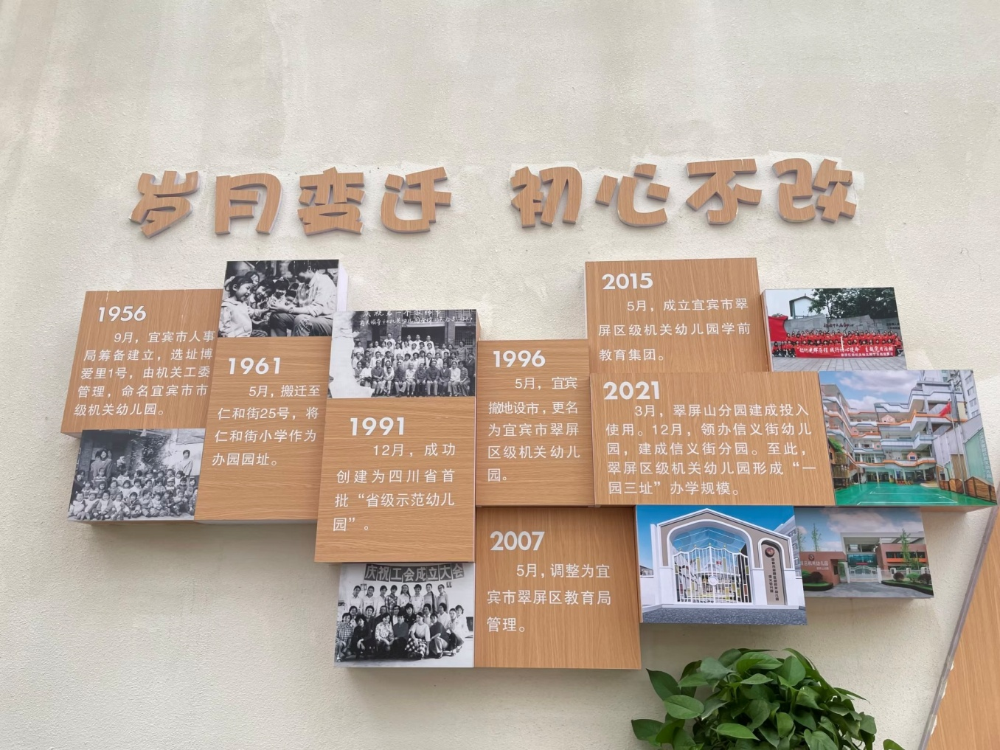 岁月变迁 初心不改
1956
9月，宜宾市人事
局筹备建立，选址博
爱里1号，由机关工委
管理，命名宜宾市市
级机关幼儿园。
1961
5月，搬迁至
仁和街25号，将
仁和街小学作为
办园园址。
1991
12月，成功
创建为四川省首
批“省级示范幼儿
园”。
庆祝工会成立大会
1996
5月，宜宾
撤地设市，更名
为宜宾市翠屏
区级机关幼儿
园。
2007
5月，调整为宜
宾市翠屏区教育局
管理。
2015
5月，成立宜宾市翠
屏区级机关幼儿园学前
教育集团。
2021
3月，翠屏山分园建成投入
使用。12月，领办信义街幼儿
园，建成信义街分园。至此，
翠屏区级机关幼儿园形成“一
园三址”办学规模。